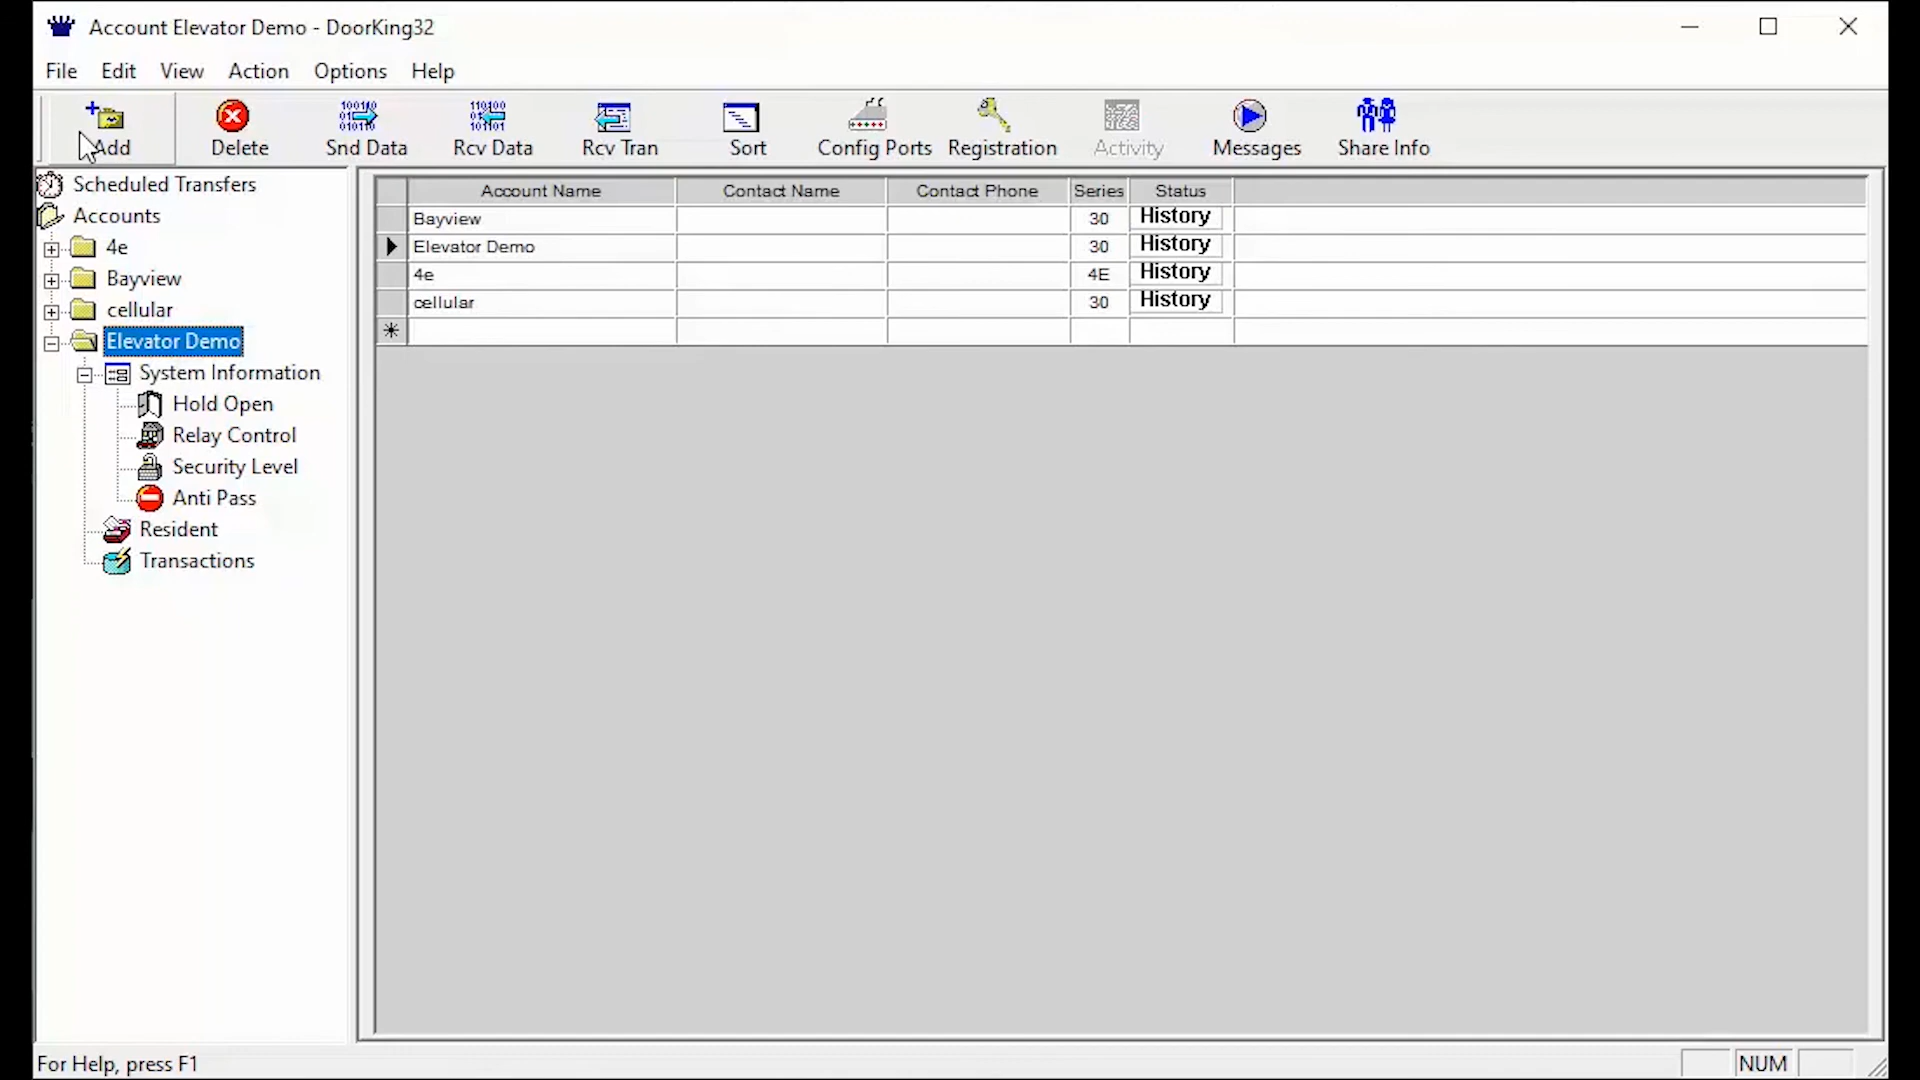 Account Elevator Demo - DoorKing32
File Edit View Action Options Help
Add Delete Snd Data Rcv Data Rcv Tran Sort Config Ports Registration Activity Messages Share Info
Scheduled Transfers
Accounts
4e
Bayview
cellular
Elevator Demo
System Information
Hold Open
Relay Control
Security Level
Anti Pass
Resident
Transactions
Account Name Contact Name Contact Phone Series Status
Bayview 30 History
Elevator Demo 30 History
4e 4E History
cellular 30 History
For Help, press F1
NUM